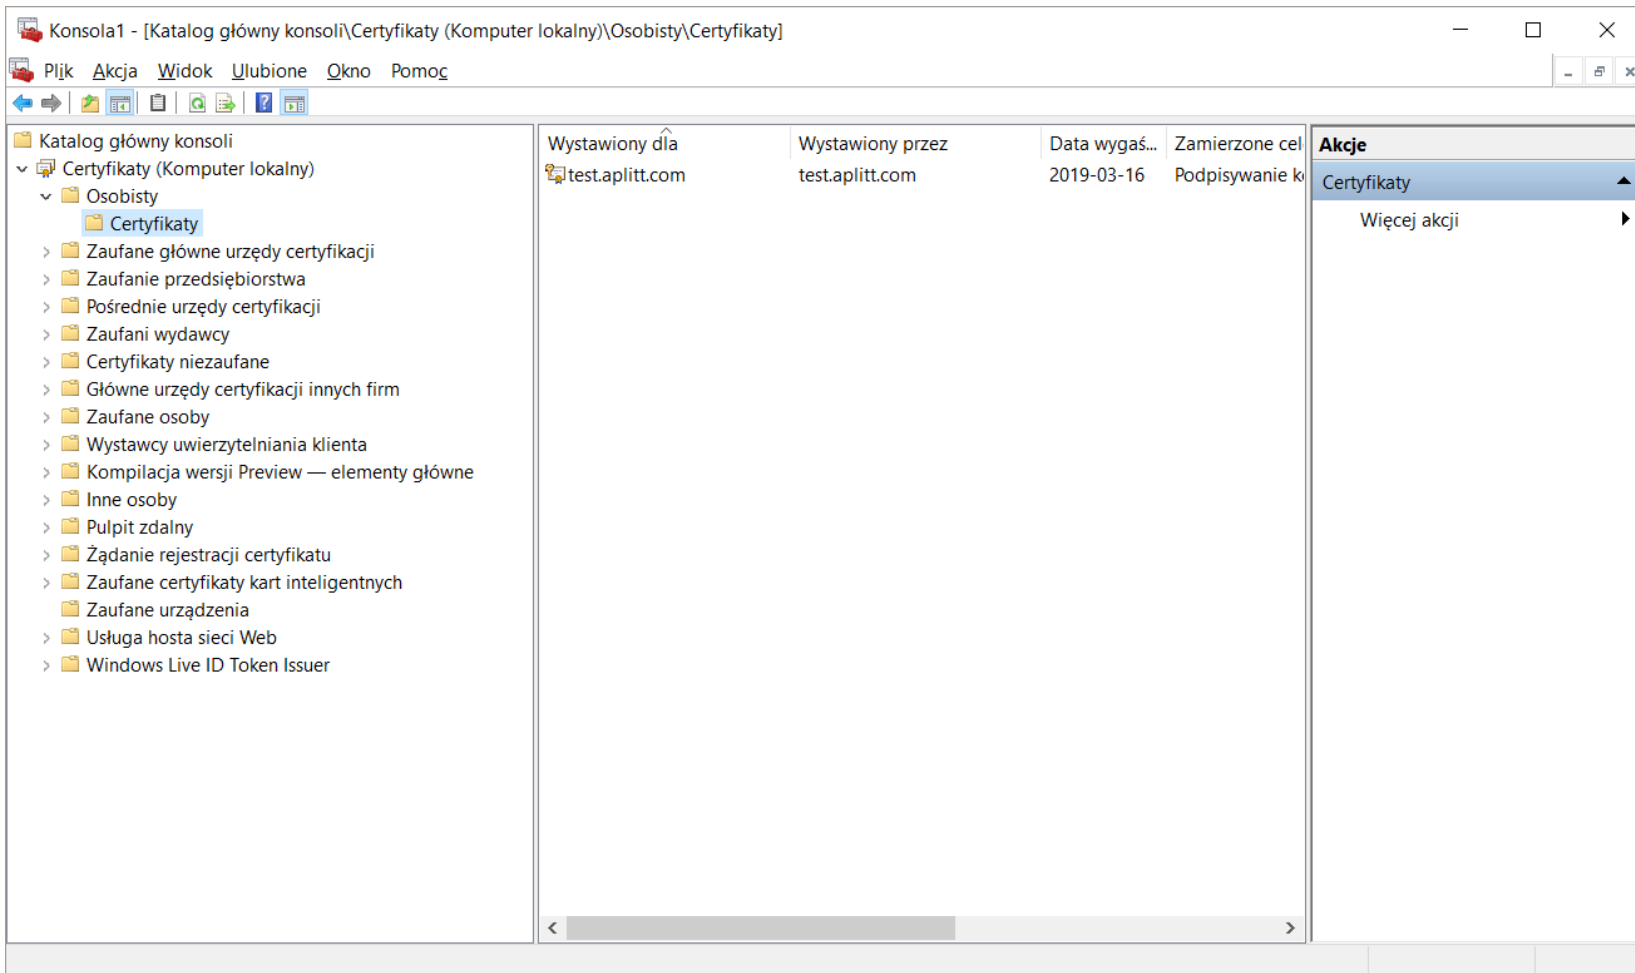 Konsola1 - [Katalog główny konsoli\Certyfikaty (Komputer lokalny)\Osobisty\Certyfikaty]
Plik Akcja Widok Ulubione Okno Pomoc
Katalog główny konsoli
Certyfikaty (Komputer lokalny)
Osobisty
Certyfikaty
Zaufane główne urzędy certyfikacji
Zaufanie przedsiębiorstwa
Pośrednie urzędy certyfikacji
Zaufani wydawcy
Certyfikaty niezaufane
Główne urzędy certyfikacji innych firm
Zaufane osoby
Wystawcy uwierzytelniania klienta
Kompilacja wersji Preview — elementy główne
Inne osoby
Pulpit zdalny
Żądanie rejestracji certyfikatu
Zaufane certyfikaty kart inteligentnych
Zaufane urządzenia
Usługa hosta sieci Web
Windows Live ID Token Issuer
Wystawiony dla Wystawiony przez Data wygaś... Zamierzone cel
test.aplitt.com test.aplitt.com 2019-03-16 Podpisywanie k
Akcje
Certyfikaty
Więcej akcji